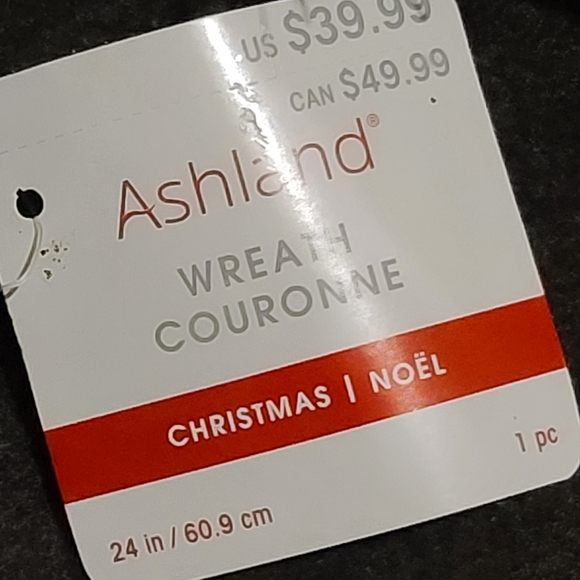 US $39.99
CAN $49.99
Ashland®
WREATH
COURONNE
CHRISTMAS | NOËL
1 pc
24 in / 60.9 cm